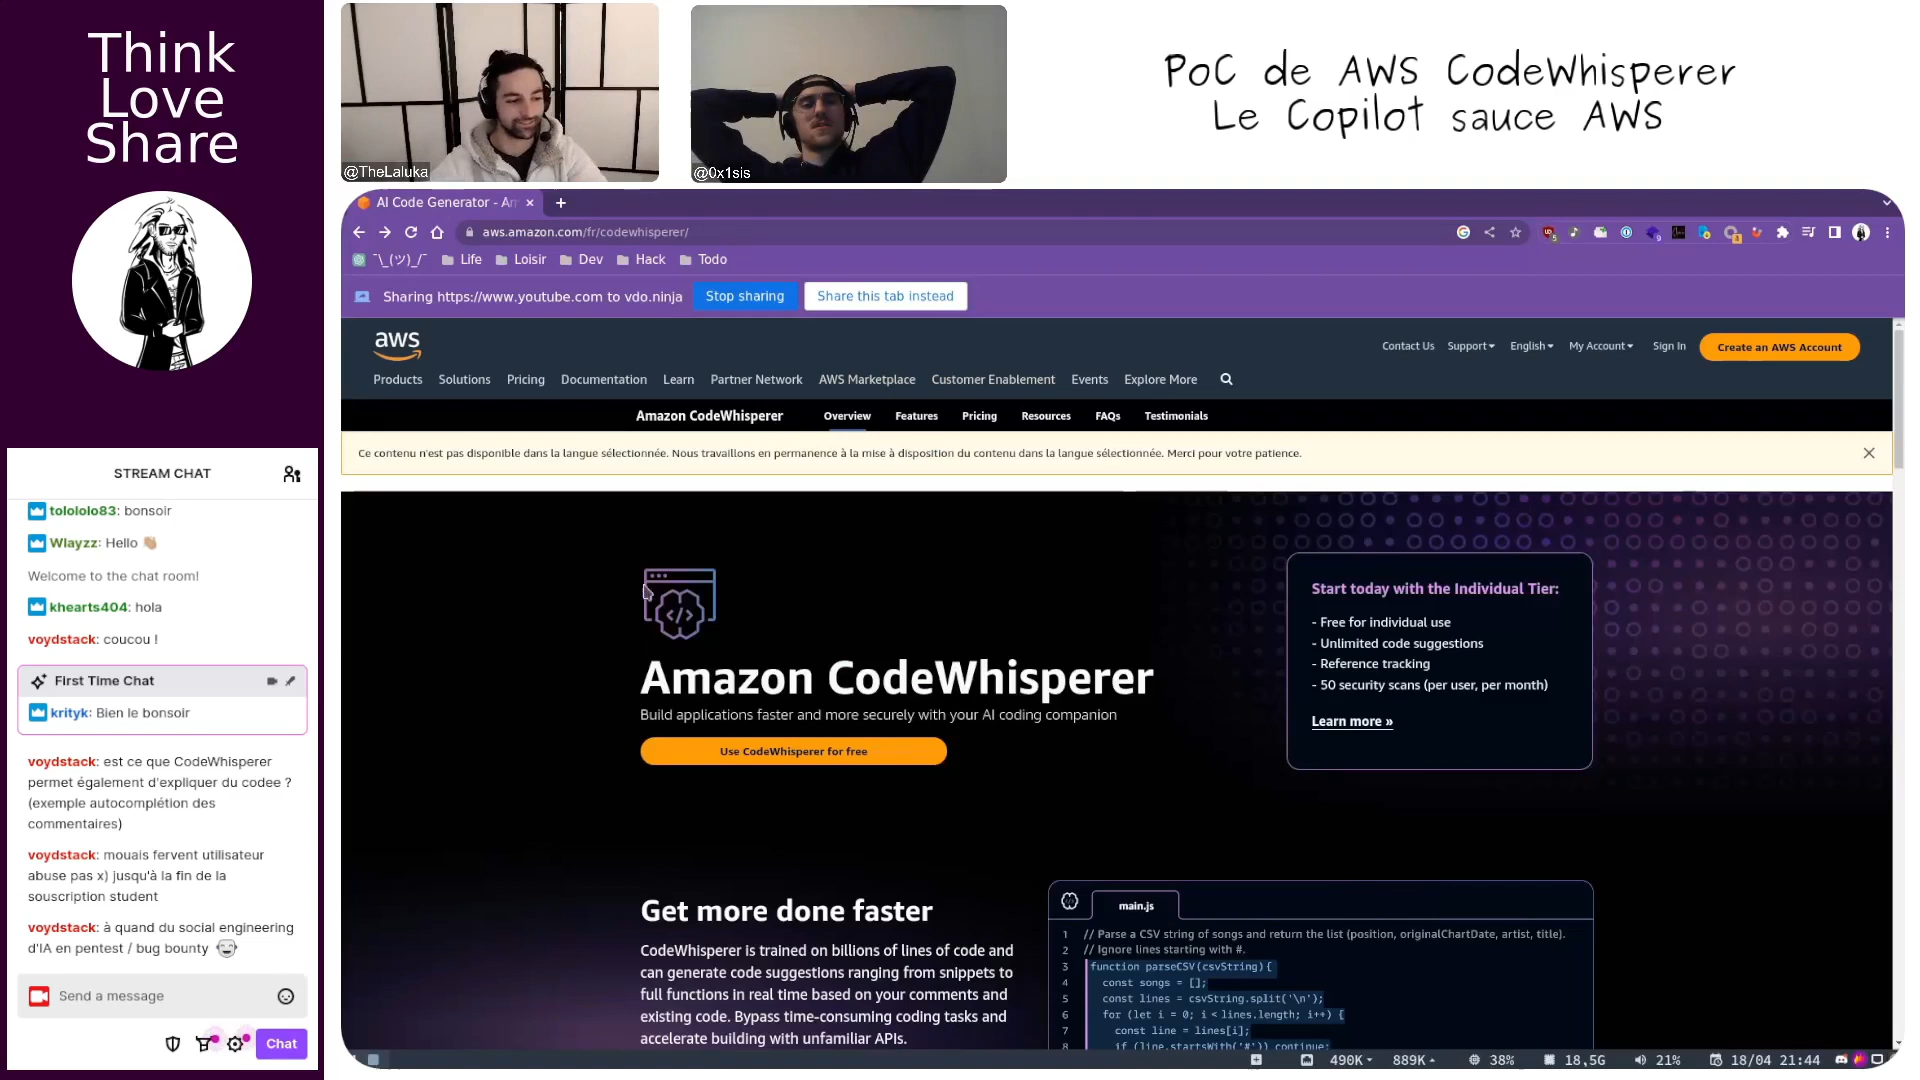 Think
Love
Share
@TheLaluka
@0x1sis
PoC de AWS CodeWhisperer
Le Copilot sauce AWS
AI Code Generator - Am
aws.amazon.com/fr/codewhisperer/
¯\_(ツ)_/¯
Life
Loisir
Dev
Hack
Todo
Sharing https://www.youtube.com to vdo.ninja
Stop sharing
Share this tab instead
aws
Contact Us
Support
English
My Account
Sign In
Create an AWS Account
Products
Solutions
Pricing
Documentation
Learn
Partner Network
AWS Marketplace
Customer Enablement
Events
Explore More
Amazon CodeWhisperer
Overview
Features
Pricing
Resources
FAQs
Testimonials
Ce contenu n'est pas disponible dans la langue sélectionnée. Nous travaillons en permanence à la mise à disposition du contenu dans la langue sélectionnée. Merci pour votre patience.
Amazon CodeWhisperer
Build applications faster and more securely with your AI coding companion
Use CodeWhisperer for free
Start today with the Individual Tier:
- Free for individual use
- Unlimited code suggestions
- Reference tracking
- 50 security scans (per user, per month)
Learn more »
Get more done faster
CodeWhisperer is trained on billions of lines of code and
can generate code suggestions ranging from snippets to
full functions in real time based on your comments and
existing code. Bypass time-consuming coding tasks and
accelerate building with unfamiliar APIs.
main.js
1 // Parse a CSV string of songs and return the list (position, originalChartDate, artist, title).
2 // Ignore lines starting with #.
3 function parseCSV(csvString){
4 const songs = [];
5 const lines = csvString.split('\n');
6 for (let i = 0; i < lines.length; i++) {
7 const line = lines[i];
8 if (line.startsWith('#')) continue;
STREAM CHAT
tolololo83: bonsoir
Wlayzz: Hello
Welcome to the chat room!
khearts404: hola
voydstack: coucou !
First Time Chat
krityk: Bien le bonsoir
voydstack: est ce que CodeWhisperer
permet également d'expliquer du codee ?
(exemple autocomplétion des
commentaires)
voydstack: mouais fervent utilisateur
abuse pas x) jusqu'à la fin de la
souscription student
voydstack: à quand du social engineering
d'IA en pentest / bug bounty
Send a message
Chat
490K
889K
38%
18,5G
21%
18/04 21:44